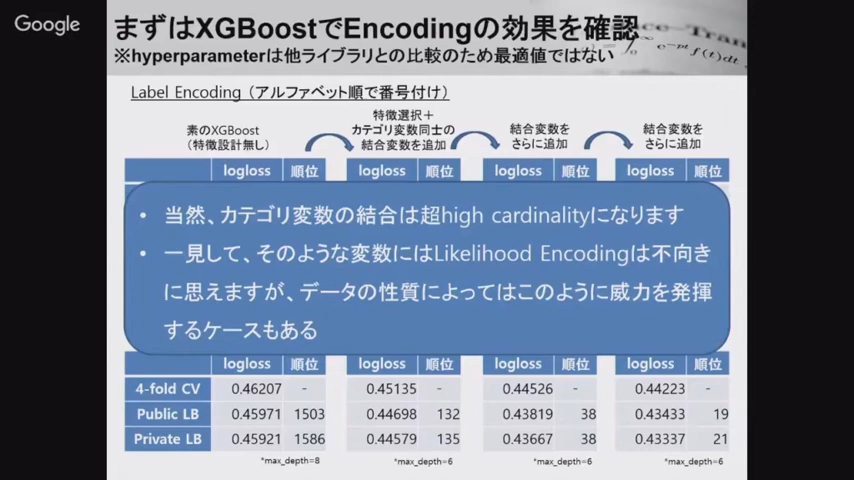 Google
まずはXGBoostでEncodingの効果を確認
※hyperparameterは他ライブラリとの比較のため最適値ではない
Label Encoding (アルファベット順で番号付け)
素のXGBoost
(特徴設計無し)
特徴選択＋
カテゴリ変数同士の
結合変数を追加
結合変数を
さらに追加
結合変数を
さらに追加
logloss 順位 logloss 順位 logloss 順位 logloss 順位
• 当然、カテゴリ変数の結合は超high cardinalityになります
• 一見して、そのような変数にはLikelihood Encodingは不向き
に思えますが、データの性質によってはこのように威力を発揮
するケースもある
logloss 順位 logloss 順位 logloss 順位 logloss 順位
4-fold CV 0.46207 - 0.45135 - 0.44526 - 0.44223 -
Public LB 0.45971 1503 0.44698 132 0.43819 38 0.43433 19
Private LB 0.45921 1586 0.44579 135 0.43667 38 0.43337 21
*max_depth=8 *max_depth=6 *max_depth=6 *max_depth=6